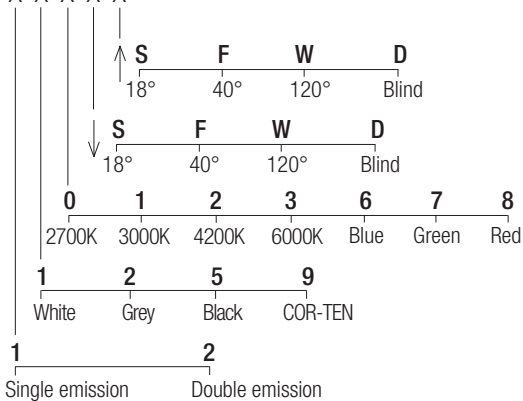 S F W D
18° 40° 120° Blind
S F W D
18° 40° 120° Blind
0 1 2 3 6 7 8
2700K 3000K 4200K 6000K Blue Green Red
1 2 5 9
White Grey Black COR-TEN
1 2
Single emission Double emission